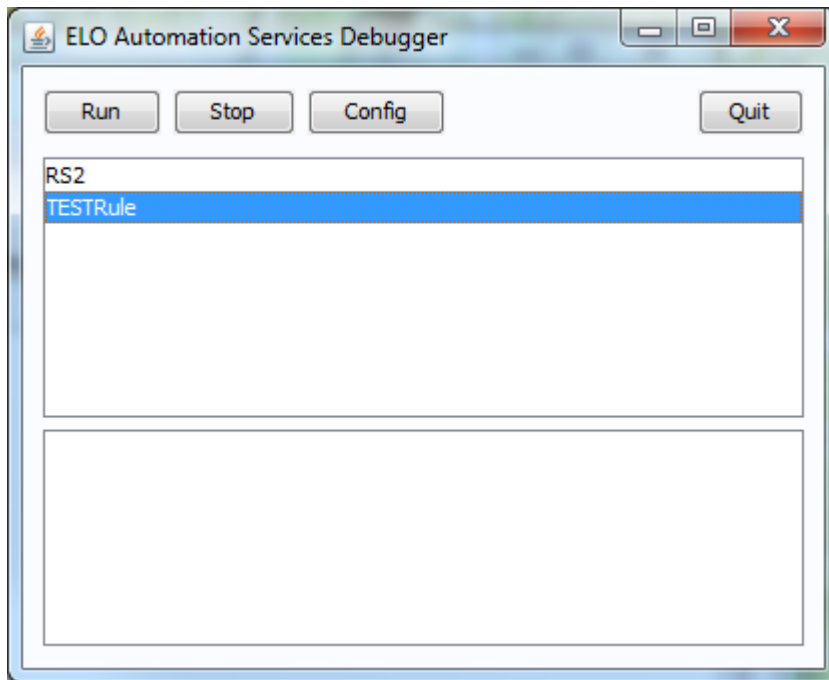 ELO Automation Services Debugger
Run Stop Config Quit
RS2
TESTRule